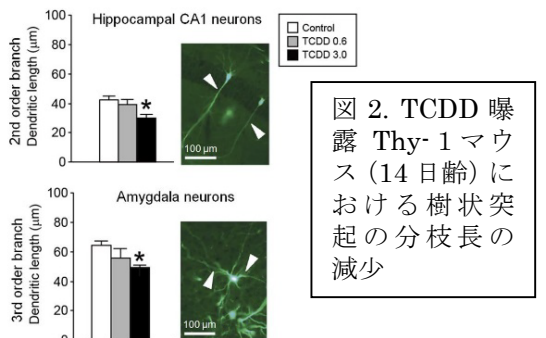 Hippocampal CA1 neurons
2nd order branch
Dendritic length (μm)
100
80
60
40
20
0
*
100 μm
Control
TCDD 0.6
TCDD 3.0
図 2. TCDD 曝
露 Thy-1マウ
ス (14 日齢) に
おける樹状突
起の分枝長の
減少
Amygdala neurons
3rd order branch
Dendritic length (μm)
100
80
60
40
20
0
*
100 μm